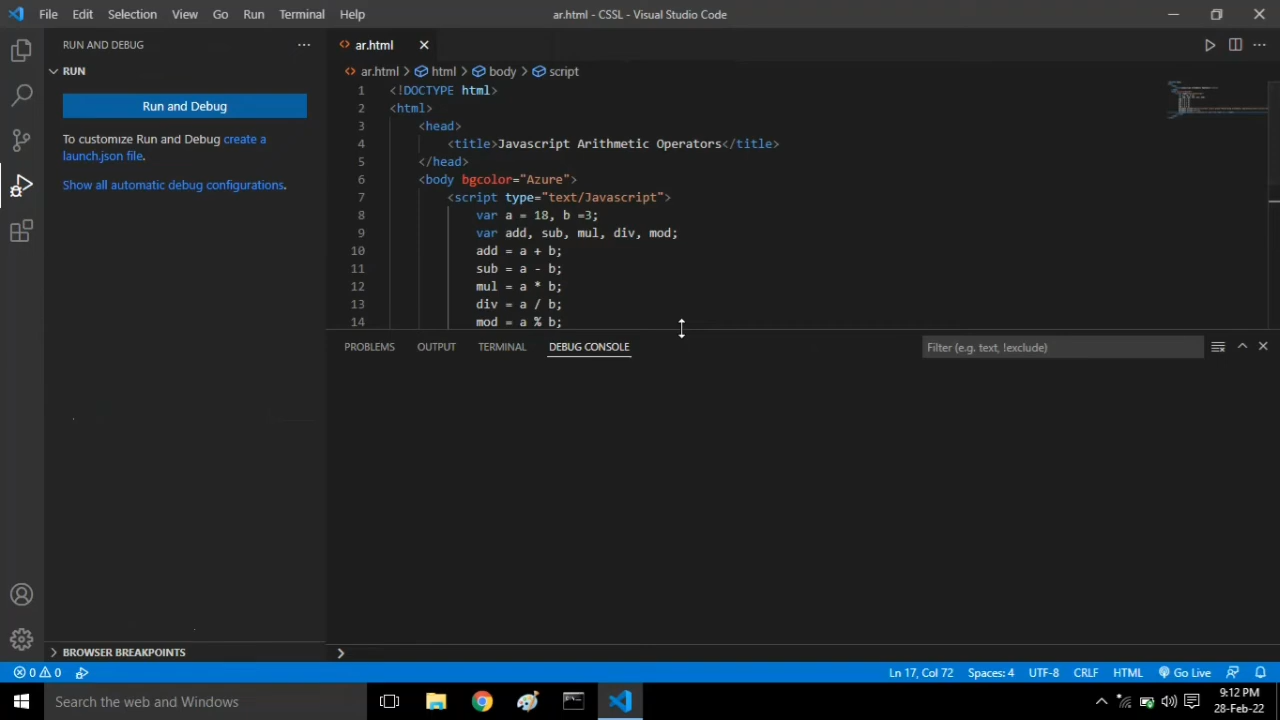 File Edit Selection View Go Run Terminal Help ar.html - CSSL - Visual Studio Code
RUN AND DEBUG
RUN
Run and Debug
To customize Run and Debug create a
launch.json file.
Show all automatic debug configurations.
BROWSER BREAKPOINTS
ar.html
ar.html > html > body > script
1 <!DOCTYPE html>
2 <html>
3 <head>
4 <title>Javascript Arithmetic Operators</title>
5 </head>
6 <body bgcolor="Azure">
7 <script type="text/Javascript">
8 var a = 18, b =3;
9 var add, sub, mul, div, mod;
10 add = a + b;
11 sub = a - b;
12 mul = a * b;
13 div = a / b;
14 mod = a % b;
PROBLEMS OUTPUT TERMINAL DEBUG CONSOLE Filter (e.g. text, !exclude)
0 0 Ln 17, Col 72 Spaces: 4 UTF-8 CRLF HTML Go Live
Search the web and Windows
9:12 PM
28-Feb-22